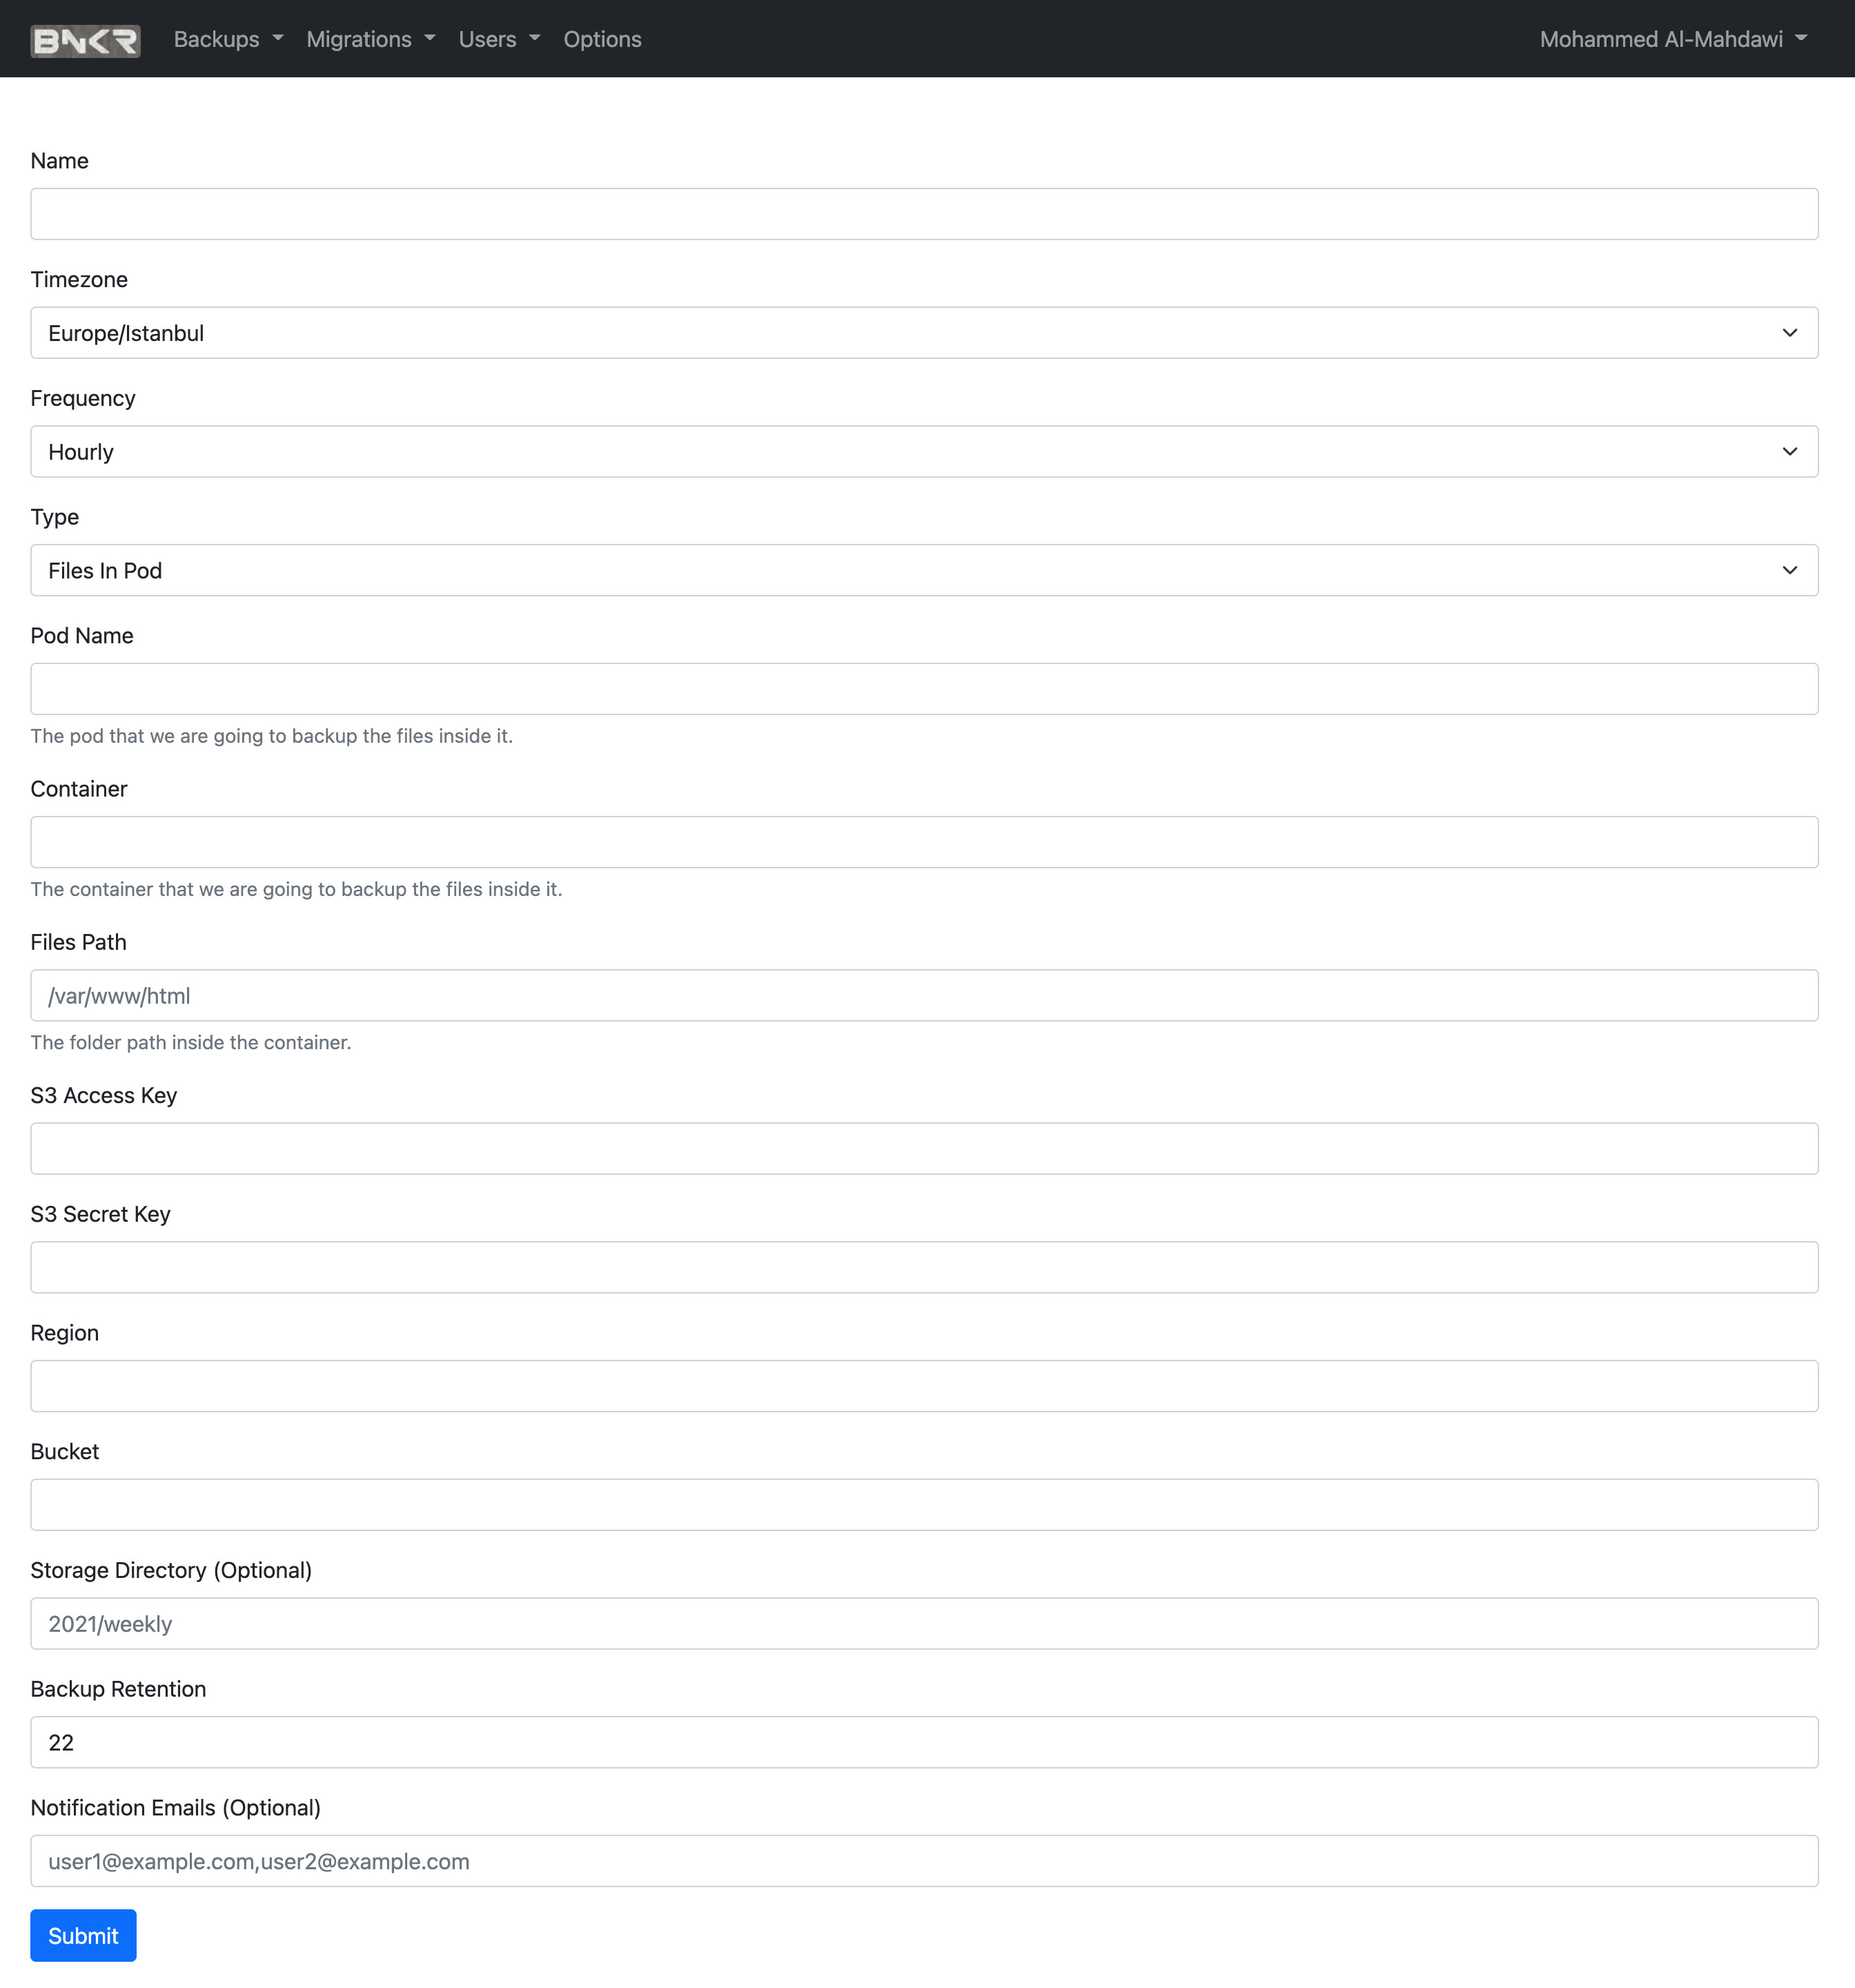 BNKR Backups Migrations Users Options Mohammed Al-Mahdawi
Name
Timezone
Europe/Istanbul
Frequency
Hourly
Type
Files In Pod
Pod Name
The pod that we are going to backup the files inside it.
Container
The container that we are going to backup the files inside it.
Files Path
/var/www/html
The folder path inside the container.
S3 Access Key
S3 Secret Key
Region
Bucket
Storage Directory (Optional)
2021/weekly
Backup Retention
22
Notification Emails (Optional)
user1@example.com,user2@example.com
Submit